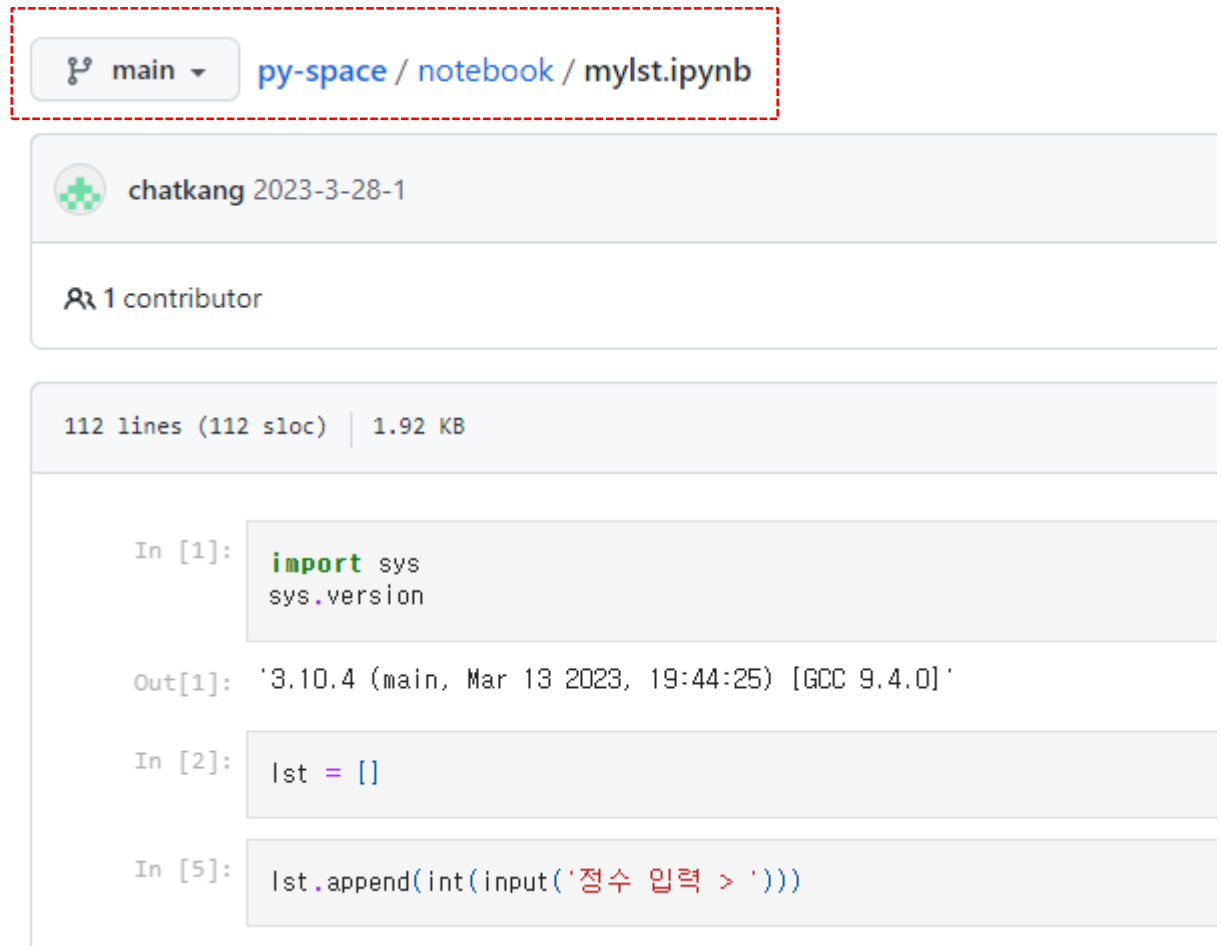 main py-space / notebook / mylst.ipynb
chatkang 2023-3-28-1
1 contributor
112 lines (112 sloc) 1.92 KB
In [1]: import sys
sys.version
Out[1]: '3.10.4 (main, Mar 13 2023, 19:44:25) [GCC 9.4.0]'
In [2]: lst = []
In [5]: lst.append(int(input('정수 입력 > ')))